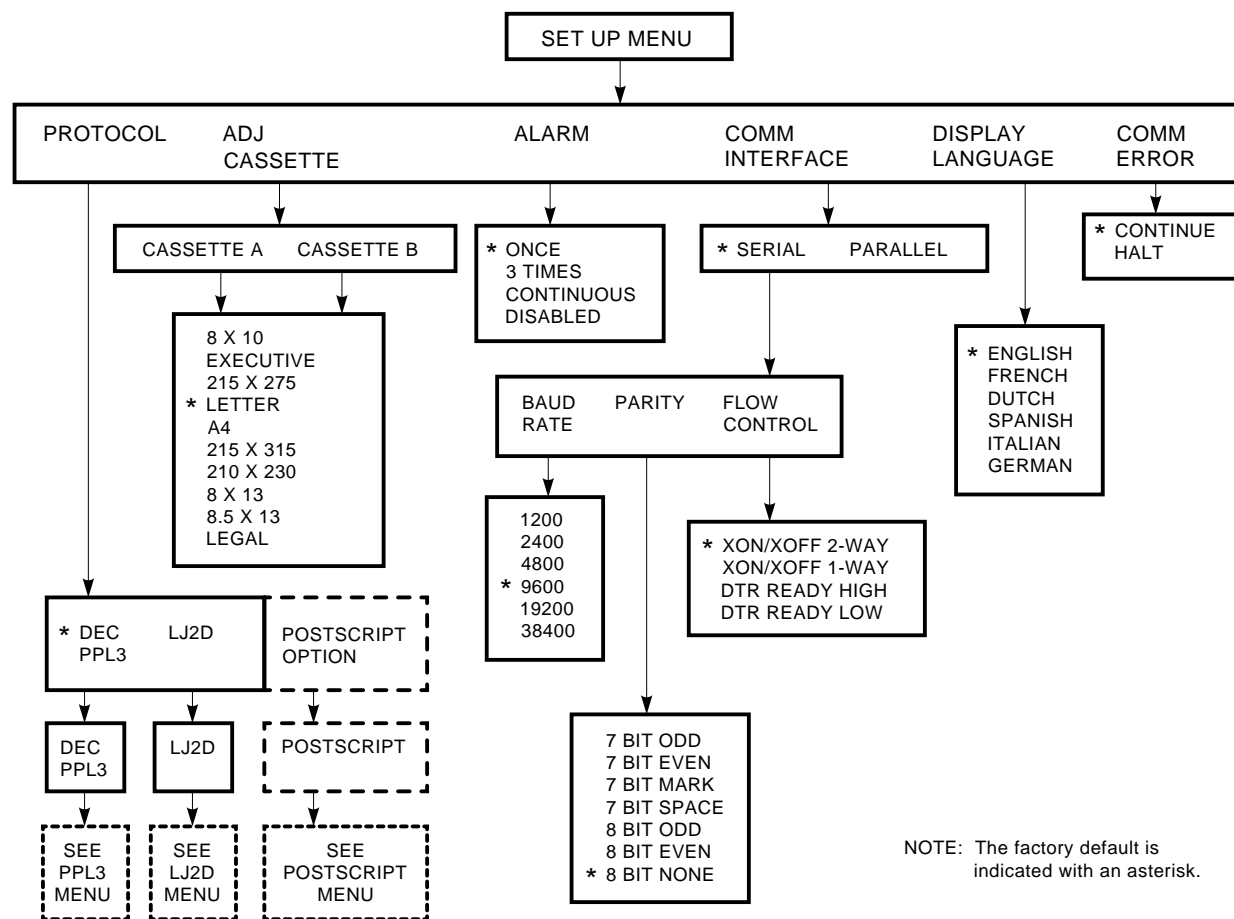 SET UP MENU
PROTOCOL
ADJ
CASSETTE
ALARM
COMM
INTERFACE
DISPLAY
LANGUAGE
COMM
ERROR
CASSETTE A CASSETTE B
8 X 10
EXECUTIVE
215 X 275
* LETTER
A4
215 X 315
210 X 230
8 X 13
8.5 X 13
LEGAL
* ONCE
3 TIMES
CONTINUOUS
DISABLED
* SERIAL PARALLEL
* CONTINUE
HALT
* ENGLISH
FRENCH
DUTCH
SPANISH
ITALIAN
GERMAN
BAUD
RATE
PARITY
FLOW
CONTROL
1200
2400
4800
* 9600
19200
38400
* XON/XOFF 2-WAY
XON/XOFF 1-WAY
DTR READY HIGH
DTR READY LOW
7 BIT ODD
7 BIT EVEN
7 BIT MARK
7 BIT SPACE
8 BIT ODD
8 BIT EVEN
* 8 BIT NONE
* DEC
PPL3
LJ2D
POSTSCRIPT
OPTION
DEC
PPL3
LJ2D
POSTSCRIPT
SEE
PPL3
MENU
SEE
LJ2D
MENU
SEE
POSTSCRIPT
MENU
NOTE: The factory default is
indicated with an asterisk.